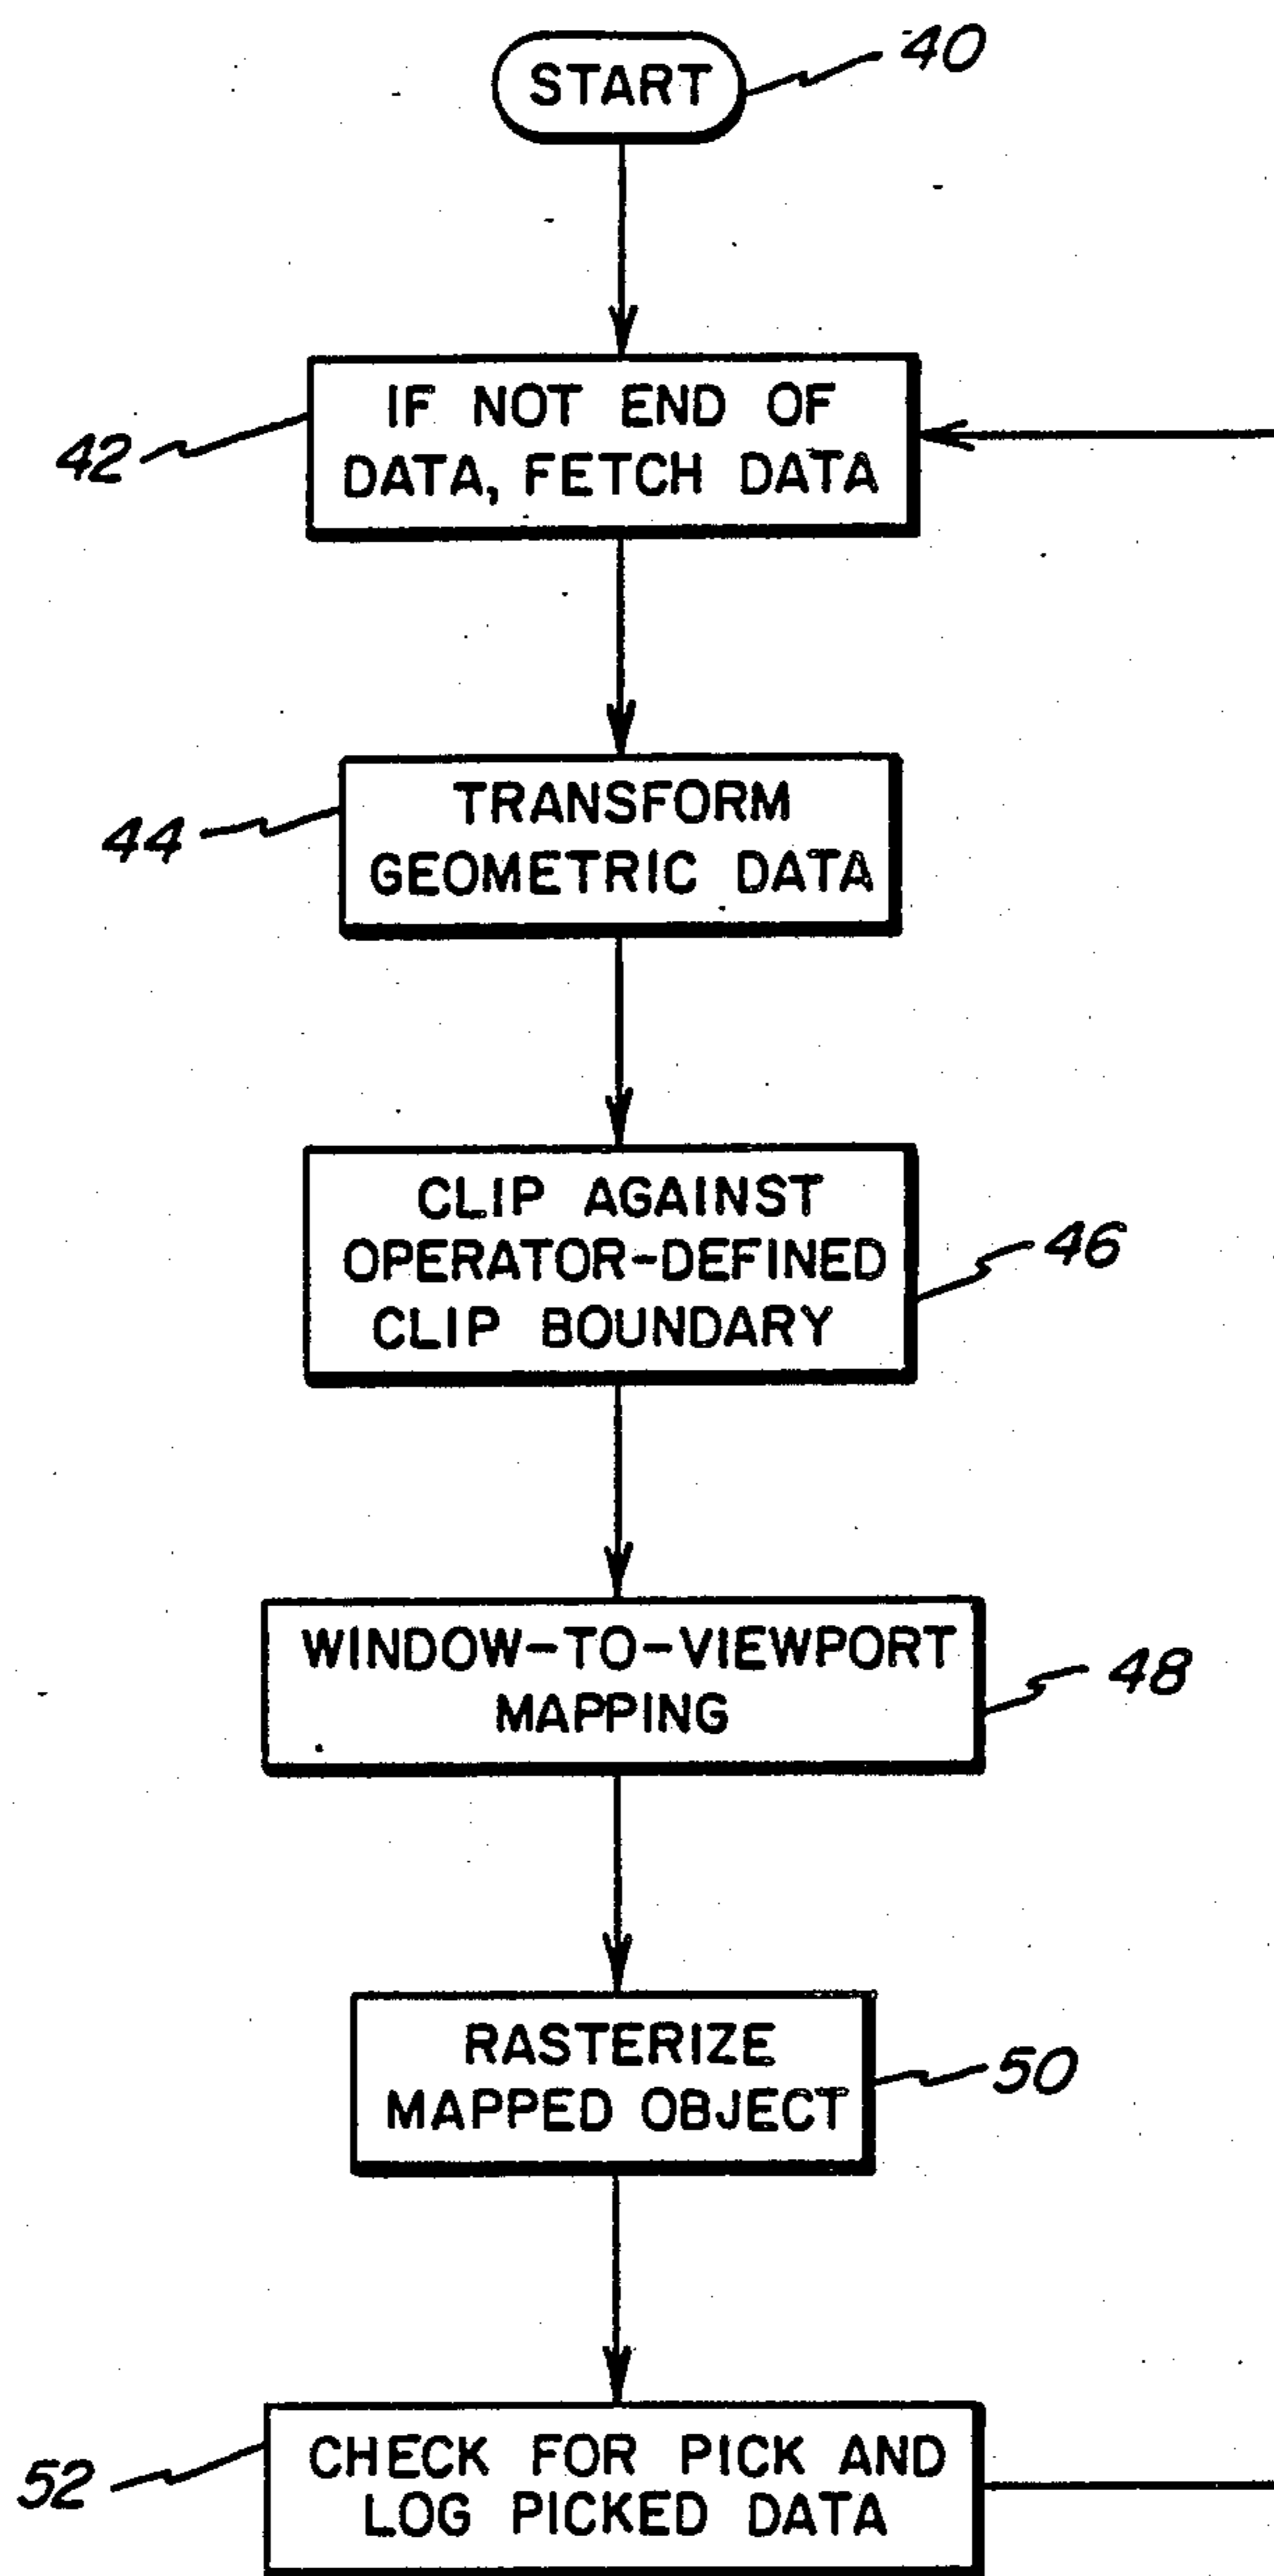 START
40
IF NOT END OF
DATA, FETCH DATA
42
TRANSFORM
GEOMETRIC DATA
44
CLIP AGAINST
OPERATOR-DEFINED
CLIP BOUNDARY
46
WINDOW-TO-VIEWPORT
MAPPING
48
RASTERIZE
MAPPED OBJECT
50
CHECK FOR PICK AND
LOG PICKED DATA
52